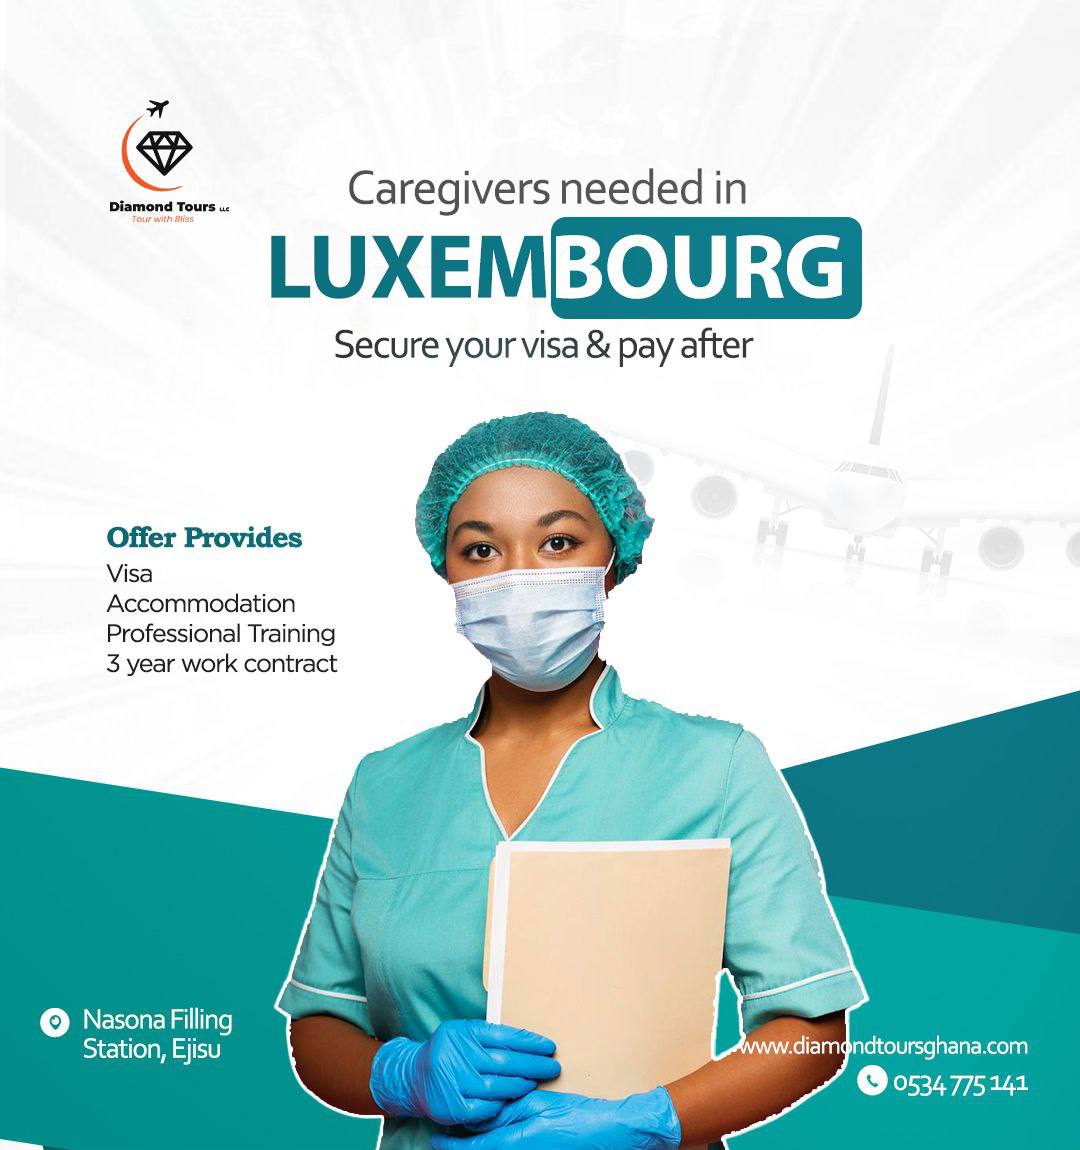 Diamond Tours LLC
Tour with Bliss
Caregivers needed in
LUXEMBOURG
Secure your visa & pay after
Offer Provides
Visa
Accommodation
Professional Training
3 year work contract
Nasona Filling
Station, Ejisu
www.diamondtoursghana.com
0534 775 141